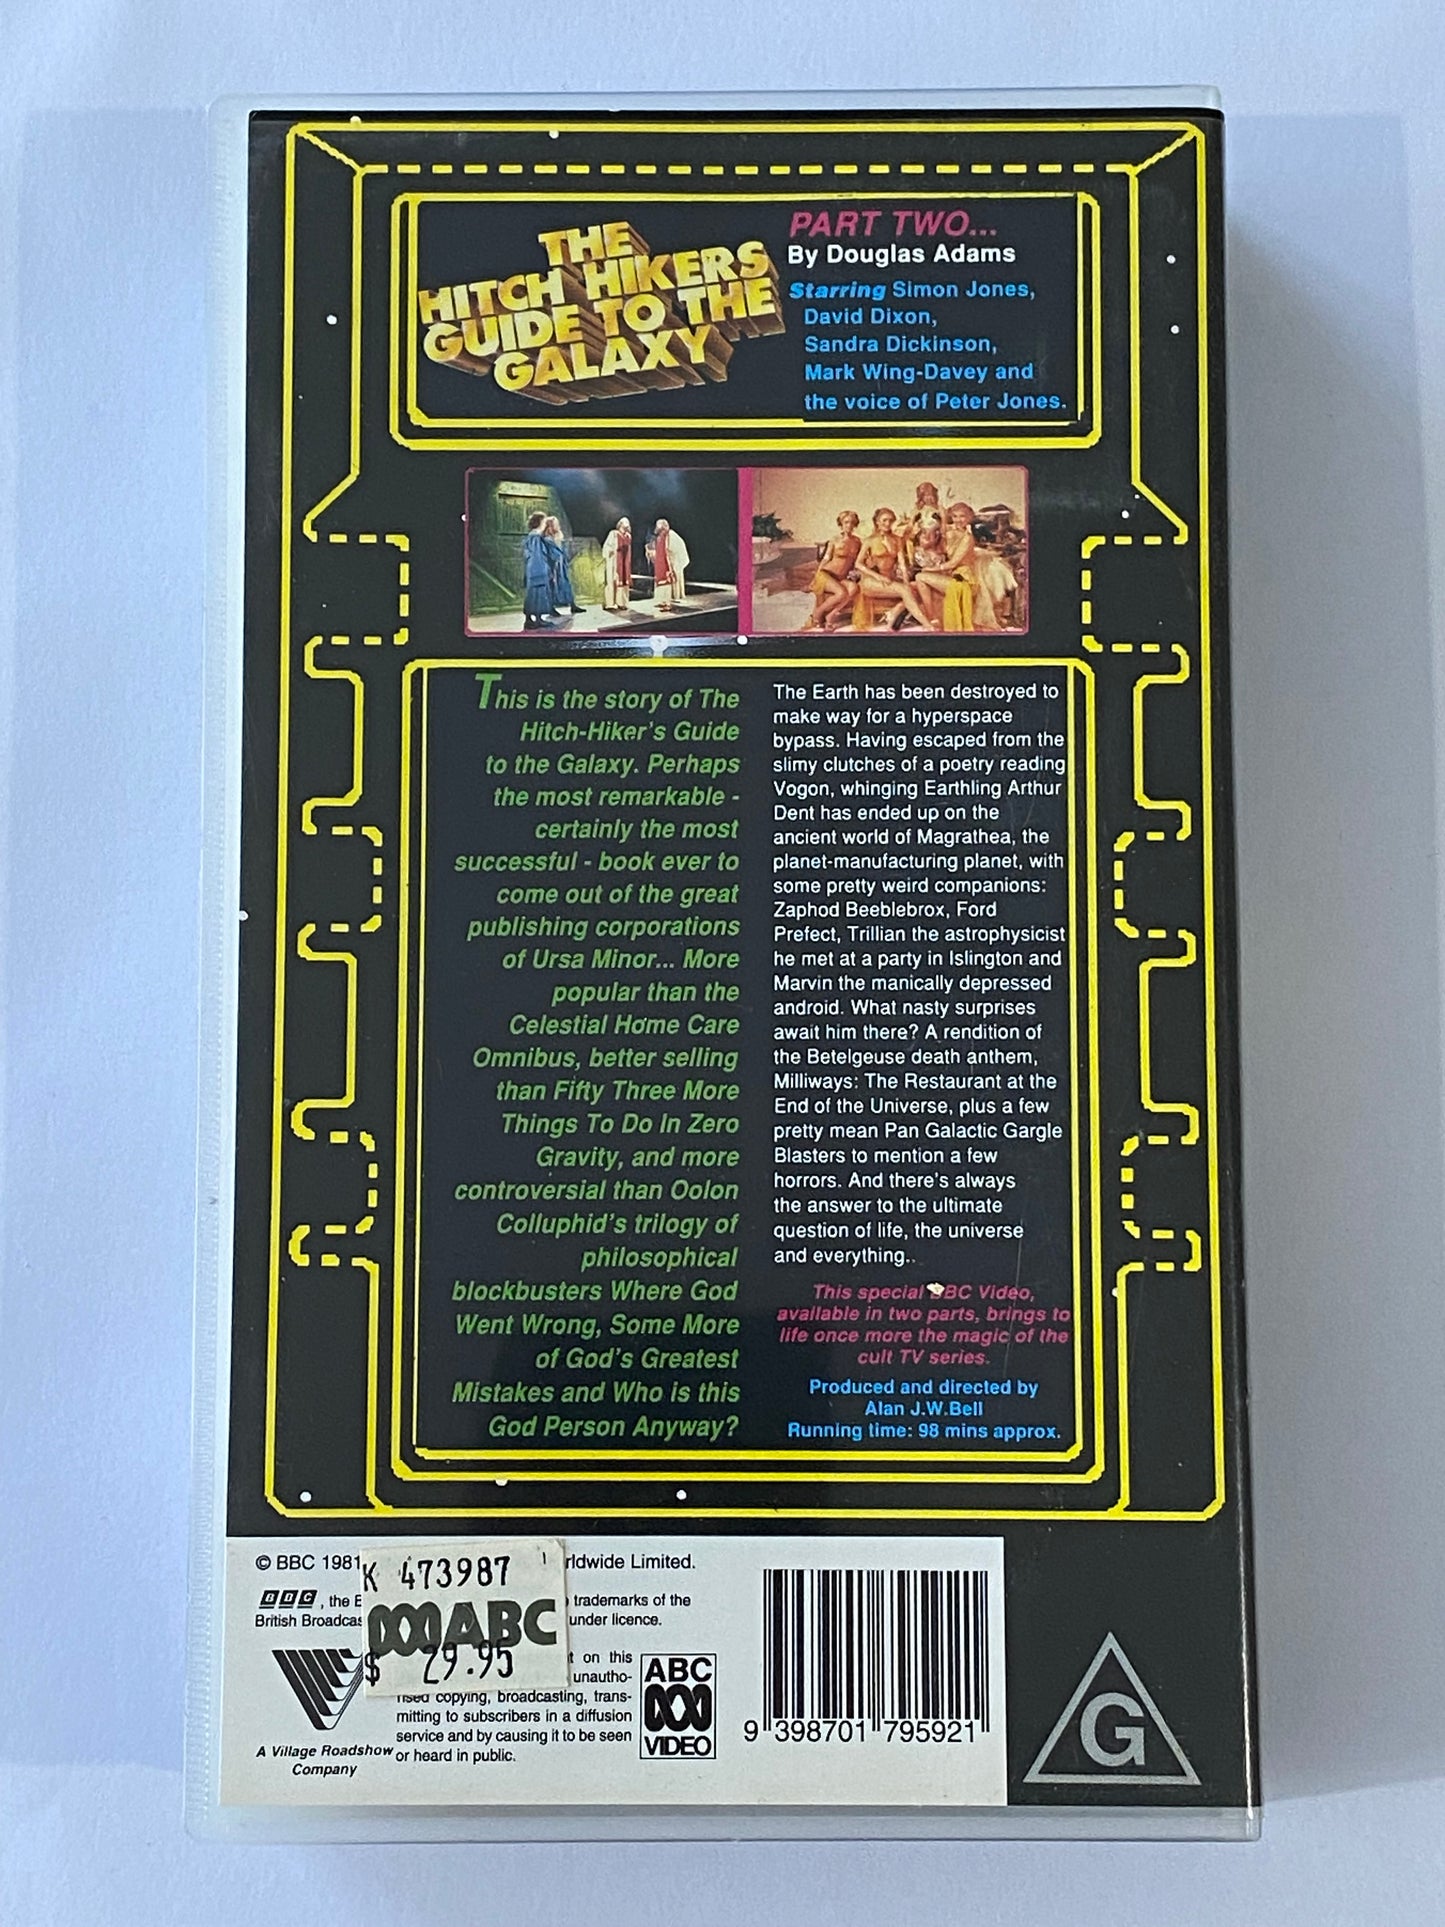 THE
HITCH HIKERS
GUIDE TO THE
GALAXY
PART TWO...
By Douglas Adams
Starring Simon Jones,
David Dixon,
Sandra Dickinson,
Mark Wing-Davey and
the voice of Peter Jones.
This is the story of The
Hitch-Hiker's Guide
to the Galaxy. Perhaps
the most remarkable -
certainly the most
successful - book ever to
come out of the great
publishing corporations
of Ursa Minor... More
popular than the
Celestial Home Care
Omnibus, better selling
than Fifty Three More
Things To Do In Zero
Gravity, and more
controversial than Oolon
Colluphid's trilogy of
philosophical
blockbusters Where God
Went Wrong, Some More
of God's Greatest
Mistakes and Who is this
God Person Anyway?
The Earth has been destroyed to
make way for a hyperspace
bypass. Having escaped from the
slimy clutches of a poetry reading
Vogon, whinging Earthling Arthur
Dent has ended up on the
ancient world of Magrathea, the
planet-manufacturing planet, with
some pretty weird companions:
Zaphod Beeblebrox, Ford
Prefect, Trillian the astrophysicist
he met at a party in Islington and
Marvin the manically depressed
android. What nasty surprises
await him there? A rendition of
the Betelgeuse death anthem,
Milliways: The Restaurant at the
End of the Universe, plus a few
pretty mean Pan Galactic Gargle
Blasters to mention a few
horrors. And there's always
the answer to the ultimate
question of life, the universe
and everything..
This special BBC Video,
available in two parts, brings to
life once more the magic of the
cult TV series.
Produced and directed by
Alan J.W.Bell
Running time: 98 mins approx.
© BBC 1981 rldwide Limited.
BBC, the trademarks of the
British Broadcas under licence.
K 473987
ABC
$ 29.95
on this
unautho-
rised copying, broadcasting, trans-
mitting to subscribers in a diffusion
service and by causing it to be seen
or heard in public.
A Village Roadshow
Company
ABC
VIDEO
9 398701 795921
G